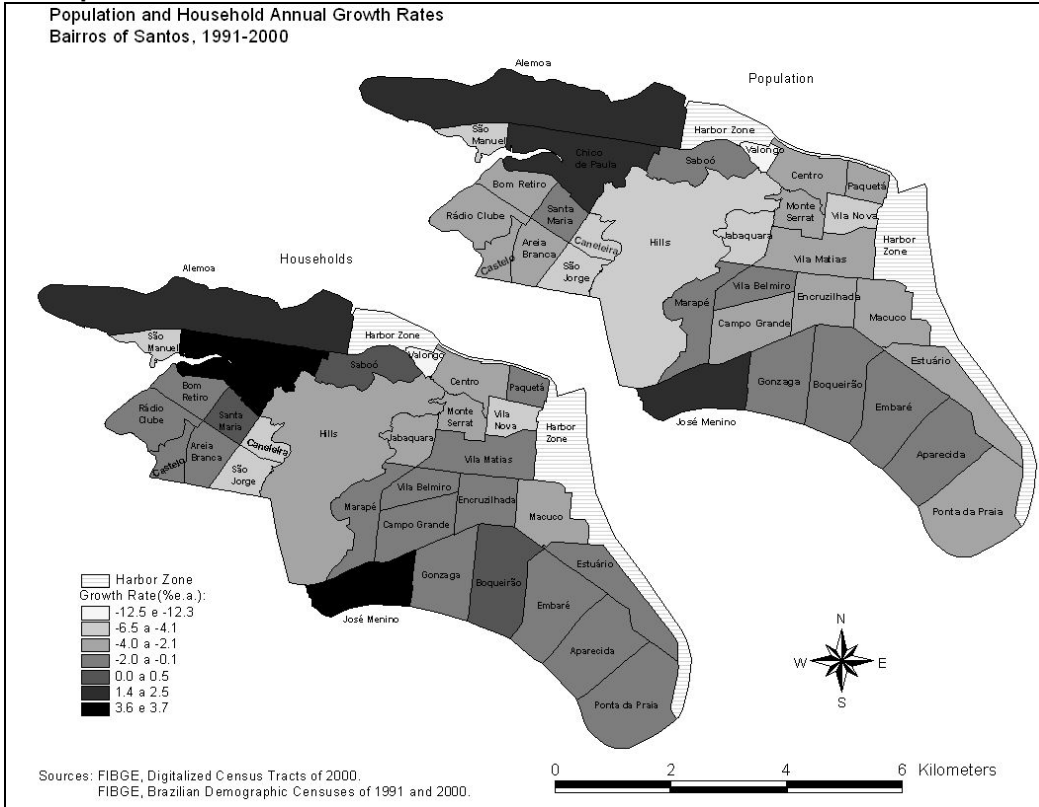 Population and Household Annual Growth Rates
Bairros of Santos, 1991-2000
Population
Alemoa
São
Manuel
Chico
de Paula
Harbor Zone
Saboó
Valongo
Centro
Paquetá
Bom Retiro
Santa
Maria
Rádio Clube
Monte
Serrat
Vila Nova
Jabaquara
Hills
Caneleira
Areia
Branca
Castelo
São
Jorge
Harbor
Zone
Vila Matias
Marapé
Vila Belmiro
Encruzilhada
Campo Grande
Macuco
Estuário
José Menino
Gonzaga
Boqueirão
Embaré
Aparecida
Ponta da Praia
Households
Alemoa
São
Manuel
Harbor Zone
Valongo
Saboó
Centro
Paquetá
Bom
Retiro
Santa
Maria
Rádio
Clube
Monte
Serrat
Vila
Nova
Jabaquara
Hills
Caneleira
Areia
Branca
Castelo
São
Jorge
Harbor
Zone
Vila Matias
Marapé
Vila Belmiro
Encruzilhada
Campo Grande
Macuco
Estuário
José Menino
Gonzaga
Boqueirão
Embaré
Aparecida
Ponta da Praia
Harbor Zone
Growth Rate(%e.a.):
-12.5 e -12.3
-6.5 a -4.1
-4.0 a -2.1
-2.0 a -0.1
0.0 a 0.5
1.4 a 2.5
3.6 e 3.7
N
W E
S
0 2 4 6 Kilometers
Sources: FIBGE, Digitalized Census Tracts of 2000.
FIBGE, Brazilian Demographic Censuses of 1991 and 2000.